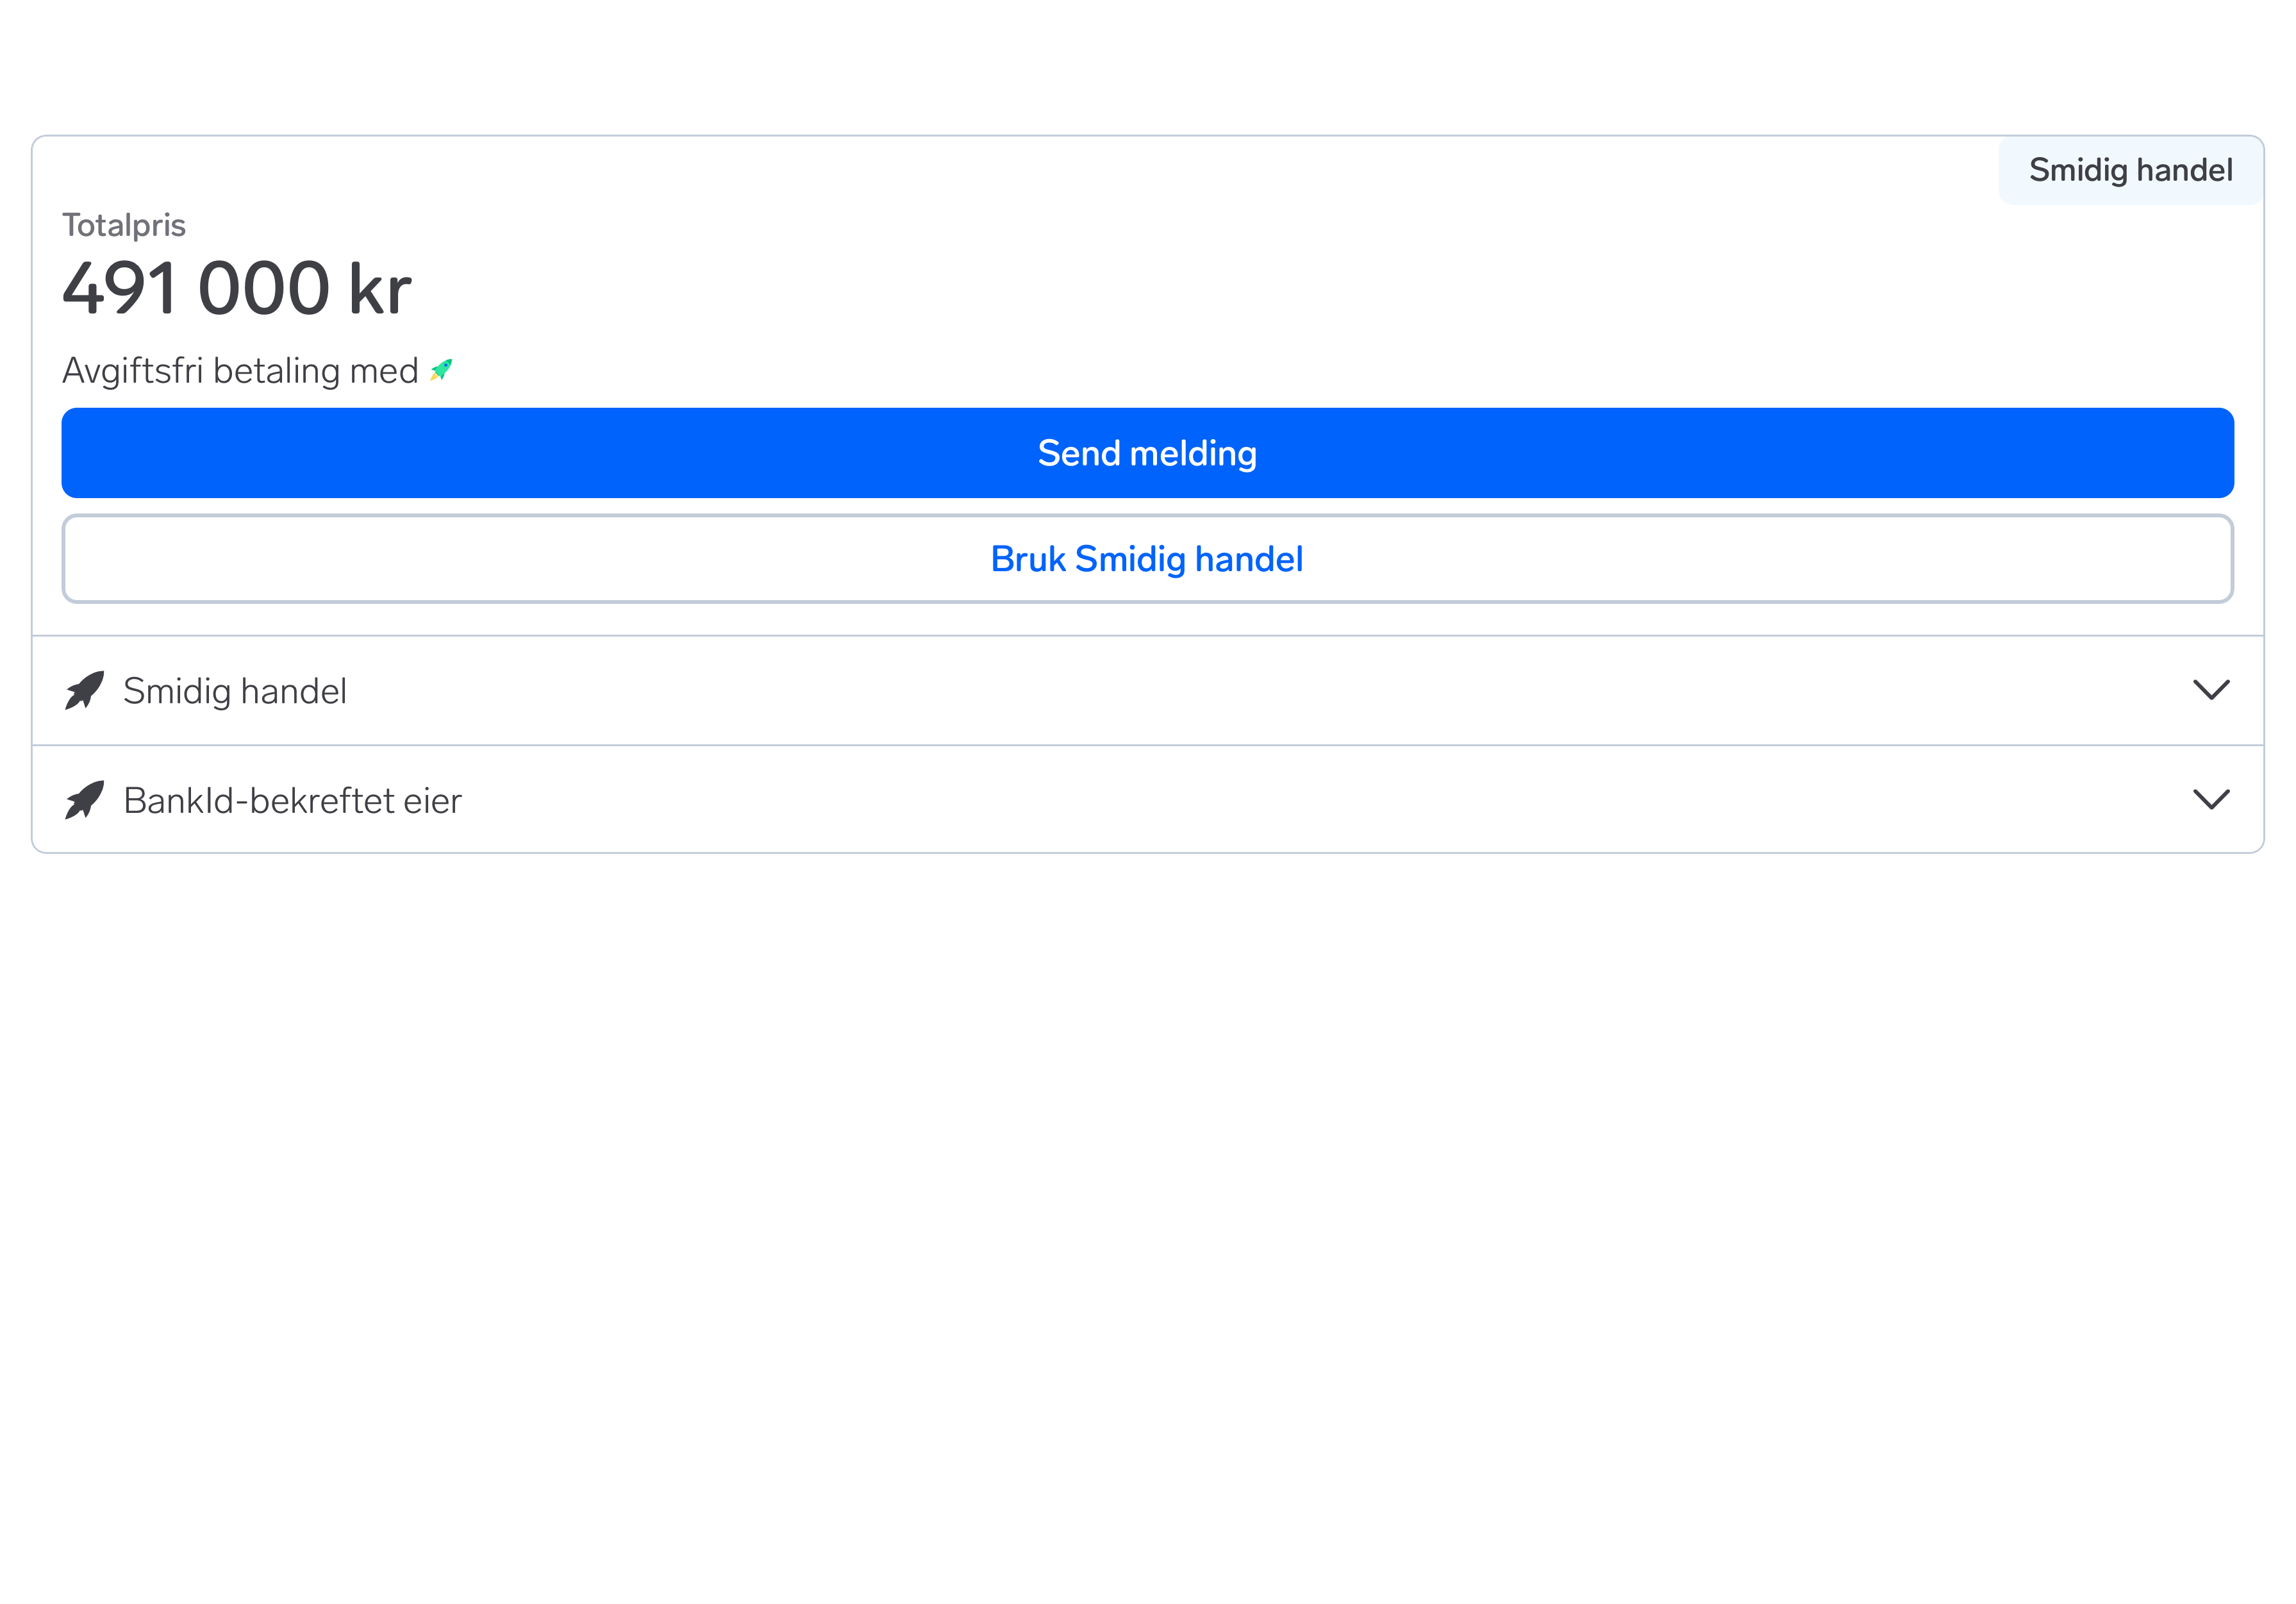 Smidig handel
Totalpris
491 000 kr
Avgiftsfri betaling med
Send melding
Bruk Smidig handel
Smidig handel
BankId-bekreftet eier